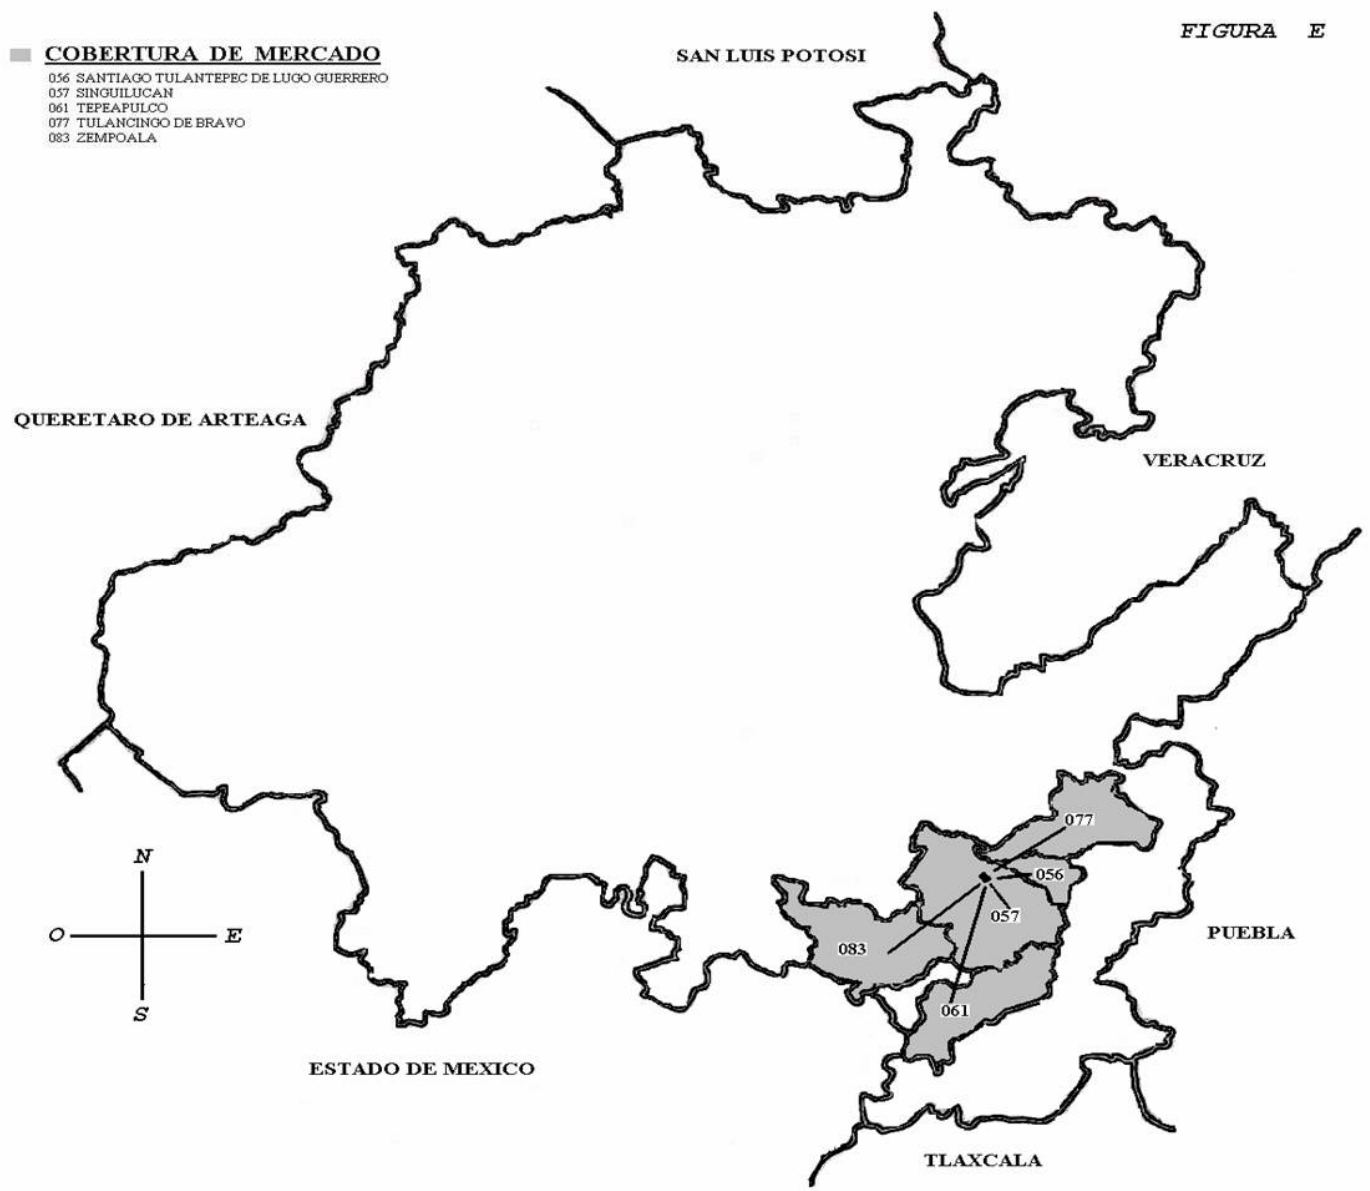 FIGURA E
COBERTURA DE MERCADO
056 SANTIAGO TULANTEPEC DE LUGO GUERRERO
057 SINGUILUCAN
061 TEPEAPULCO
077 TULANCINGO DE BRAVO
083 ZEMPOALA
SAN LUIS POTOSI
QUERETARO DE ARTEAGA
VERACRUZ
077
056
057
083
061
N
O
E
S
PUEBLA
ESTADO DE MEXICO
TLAXCALA